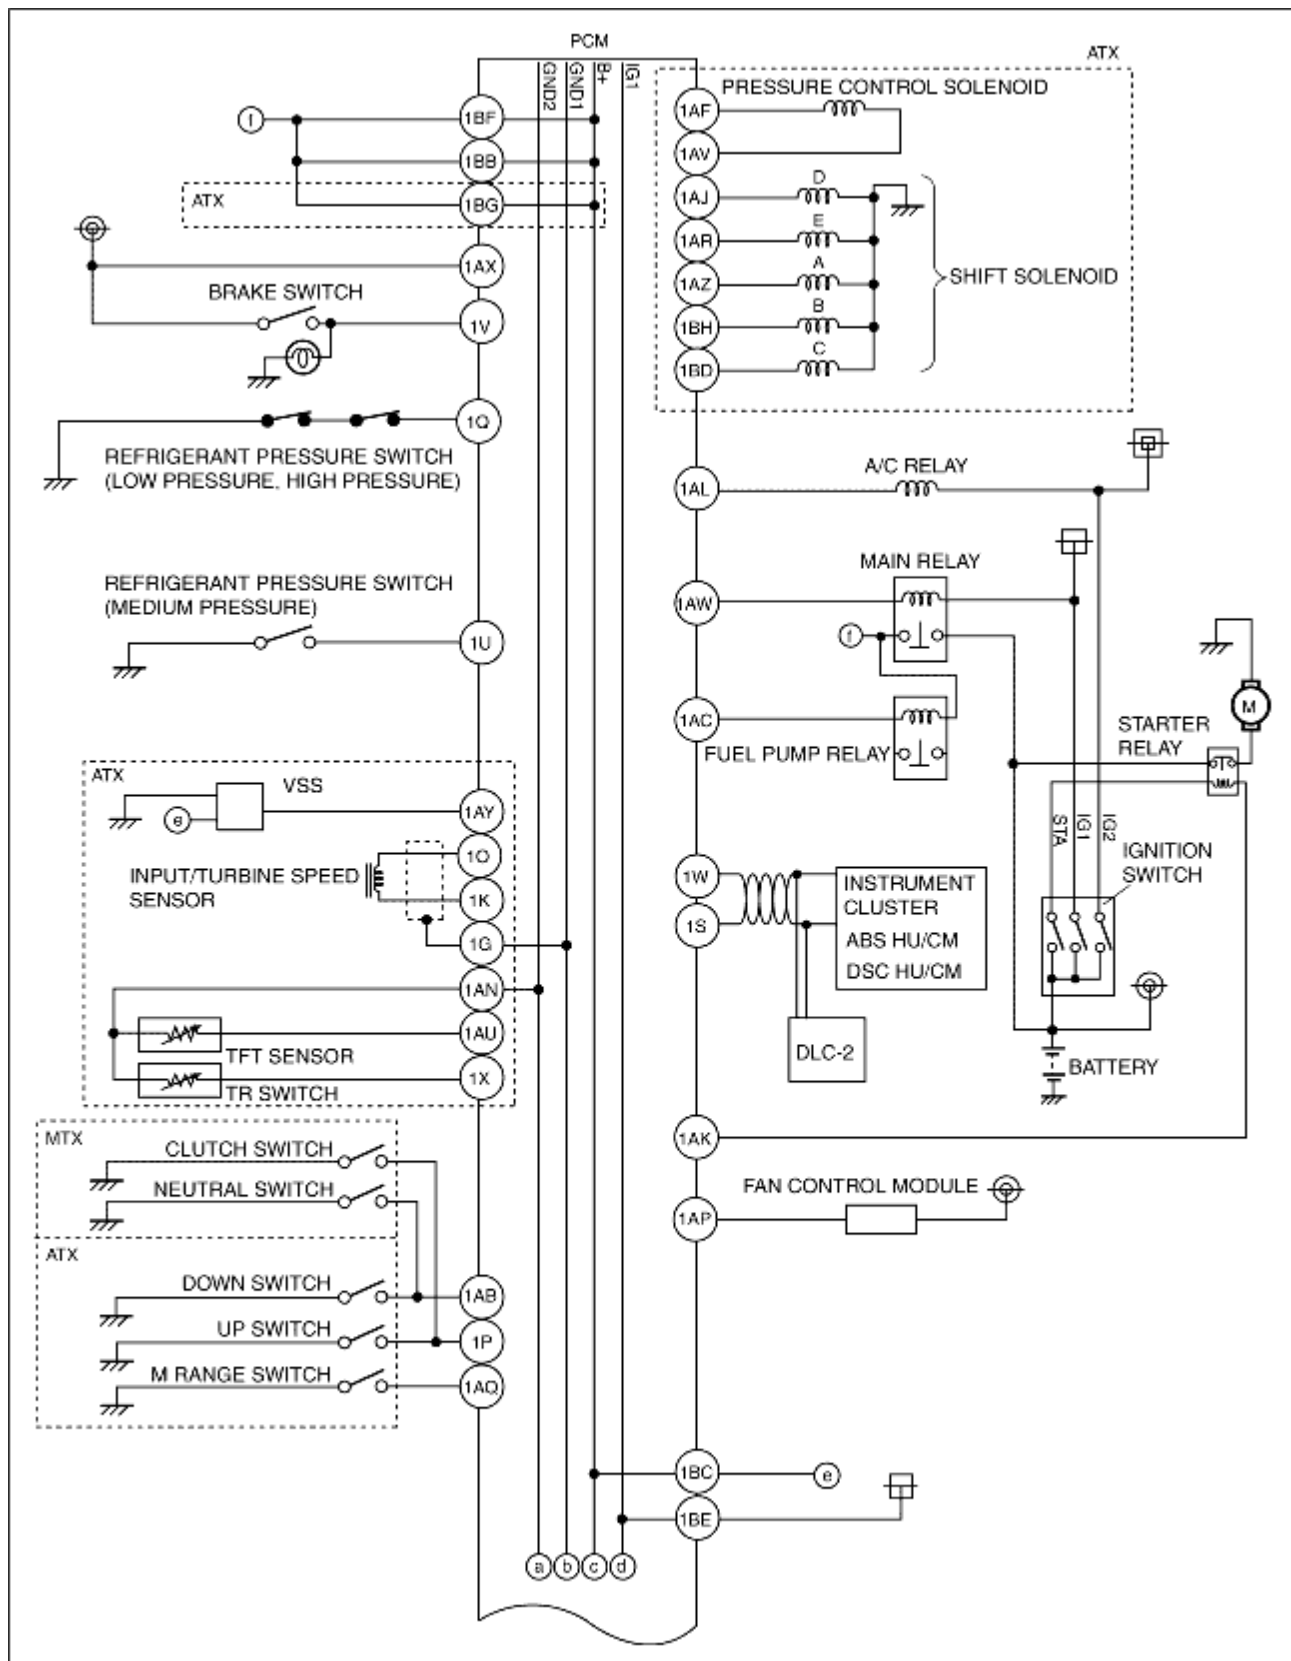 PCM
GND2
GND1
B+
IG1
ATX
PRESSURE CONTROL SOLENOID
1AF
1AV
D
1AJ
E
1AR
A
1AZ
B
1BH
C
1BD
SHIFT SOLENOID
f
1BF
1BB
ATX
1BG
1AX
BRAKE SWITCH
1V
1Q
REFRIGERANT PRESSURE SWITCH
(LOW PRESSURE, HIGH PRESSURE)
A/C RELAY
1AL
MAIN RELAY
1AW
f
REFRIGERANT PRESSURE SWITCH
(MEDIUM PRESSURE)
1U
1AC
FUEL PUMP RELAY
M
STARTER
RELAY
STA
IG1
IG2
IGNITION
SWITCH
ATX
VSS
e
1AY
1O
INPUT/TURBINE SPEED
SENSOR
1K
1G
1AN
1AU
TFT SENSOR
1X
TR SWITCH
1W
1S
INSTRUMENT
CLUSTER
ABS HU/CM
DSC HU/CM
DLC-2
BATTERY
1AK
FAN CONTROL MODULE
1AP
MTX
CLUTCH SWITCH
NEUTRAL SWITCH
ATX
DOWN SWITCH
1AB
UP SWITCH
1P
M RANGE SWITCH
1AQ
1BC
e
1BE
a
b
c
d